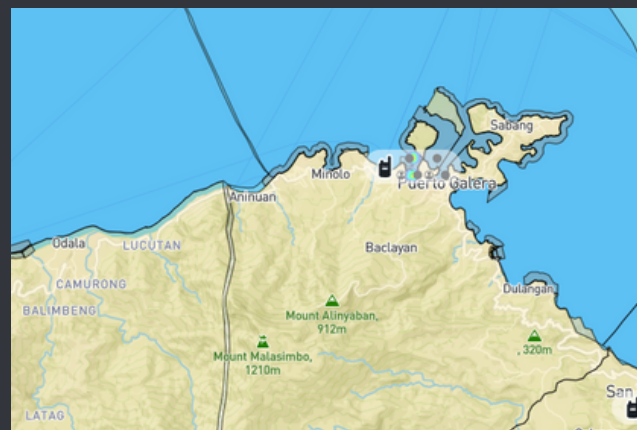 Sabang
Minolo
Puerto Galera
Aninuan
Odala
LUCUTAN
Baclayan
CAMURONG
Dulangan
BALIMBENG
Mount Alinyaban,
912m
, 320m
Mount Malasimbo,
1210m
San
LATAG